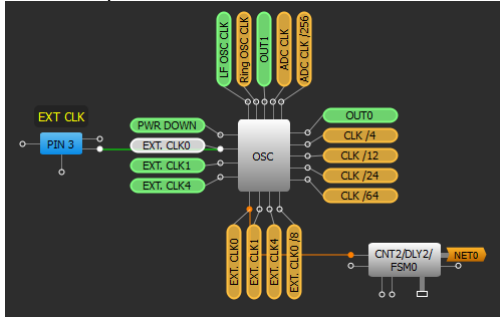 LF OSC CLK
Ring OSC CLK
OUT1
ADC CLK
ADC CLK /256
EXT CLK
PIN 3
PWR DOWN
EXT. CLK0
EXT. CLK1
EXT. CLK4
OSC
OUT0
CLK /4
CLK /12
CLK /24
CLK /64
EXT. CLK0
EXT. CLK1
EXT. CLK4
EXT. CLK0 /8
CNT2/DLY2/
FSM0
NET0